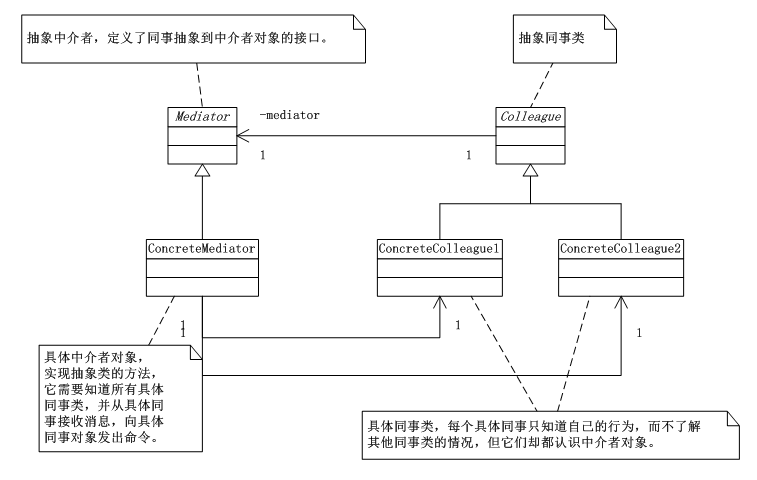 抽象中介者，定义了同事抽象到中介者对象的接口。
抽象同事类
Mediator
-mediator
Colleague
1
1
ConcreteMediator
ConcreteColleague1
ConcreteColleague2
1
1
1
1
具体中介者对象，
实现抽象类的方法，
它需要知道所有具体
同事类，并从具体同
事接收消息，向具体
同事对象发出命令。
具体同事类，每个具体同事只知道自己的行为，而不了解
其他同事类的情况，但它们却都认识中介者对象。